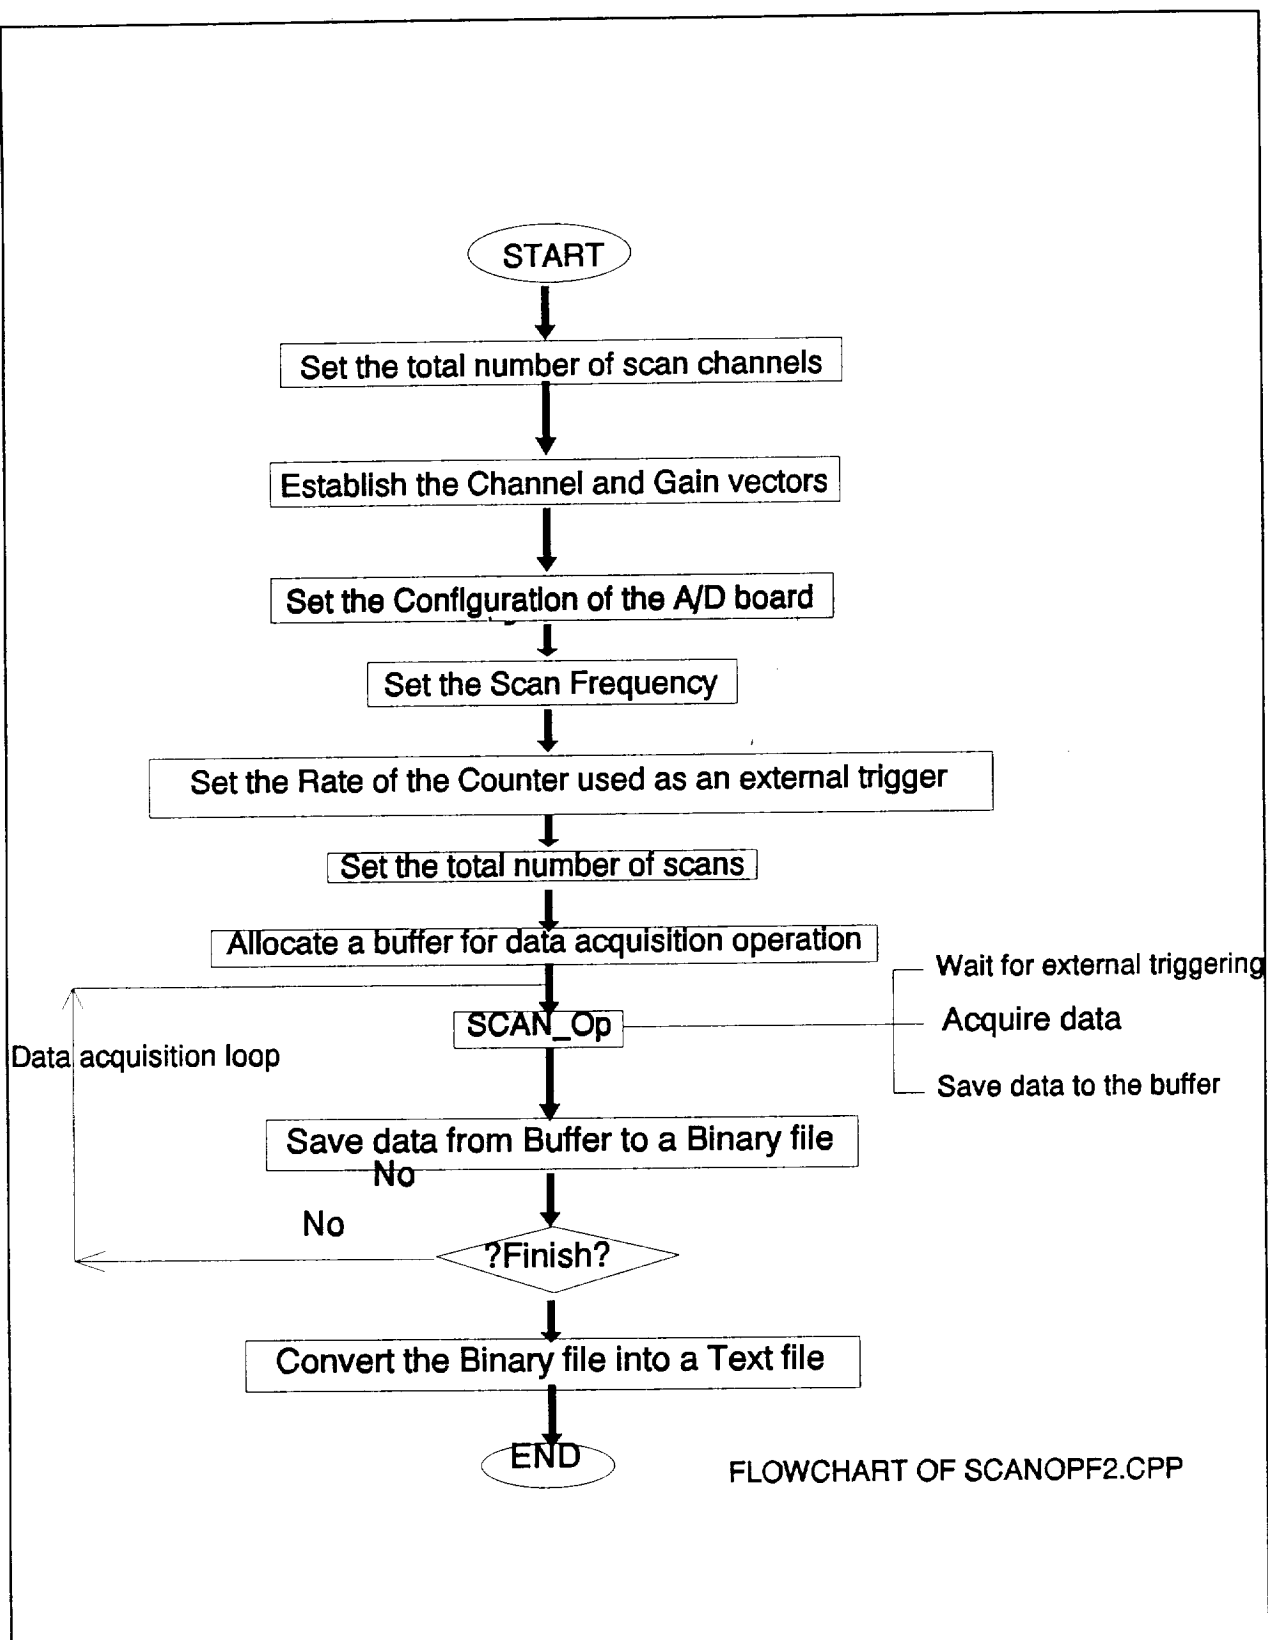 START
Set the total number of scan channels
Establish the Channel and Gain vectors
Set the Configuration of the A/D board
Set the Scan Frequency
Set the Rate of the Counter used as an external trigger
Set the total number of scans
Allocate a buffer for data acquisition operation
Wait for external triggering
SCAN_Op
Acquire data
Data acquisition loop
Save data to the buffer
Save data from Buffer to a Binary file
No
No
?Finish?
Convert the Binary file into a Text file
END
FLOWCHART OF SCANOPF2.CPP